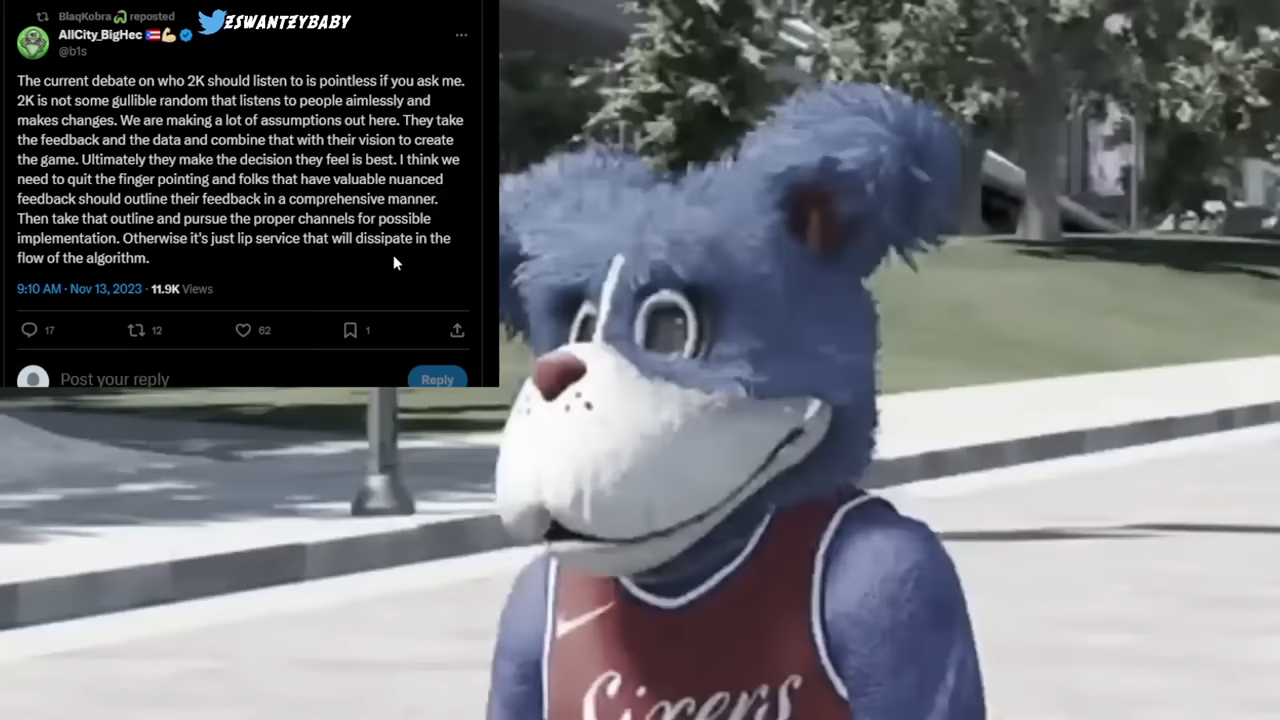 BlaqKobra reposted
ZSWANTZYBABY
AllCity_BigHec
@b1s
The current debate on who 2K should listen to is pointless if you ask me.
2K is not some gullible random that listens to people aimlessly and
makes changes. We are making a lot of assumptions out here. They take
the feedback and the data and combine that with their vision to create
the game. Ultimately they make the decision they feel is best. I think we
need to quit the finger pointing and folks that have valuable nuanced
feedback should outline their feedback in a comprehensive manner.
Then take that outline and pursue the proper channels for possible
implementation. Otherwise it's just lip service that will dissipate in the
flow of the algorithm.
9:10 AM · Nov 13, 2023 · 11.9K Views
17 12 62 1
Post your reply
Reply
Sixers